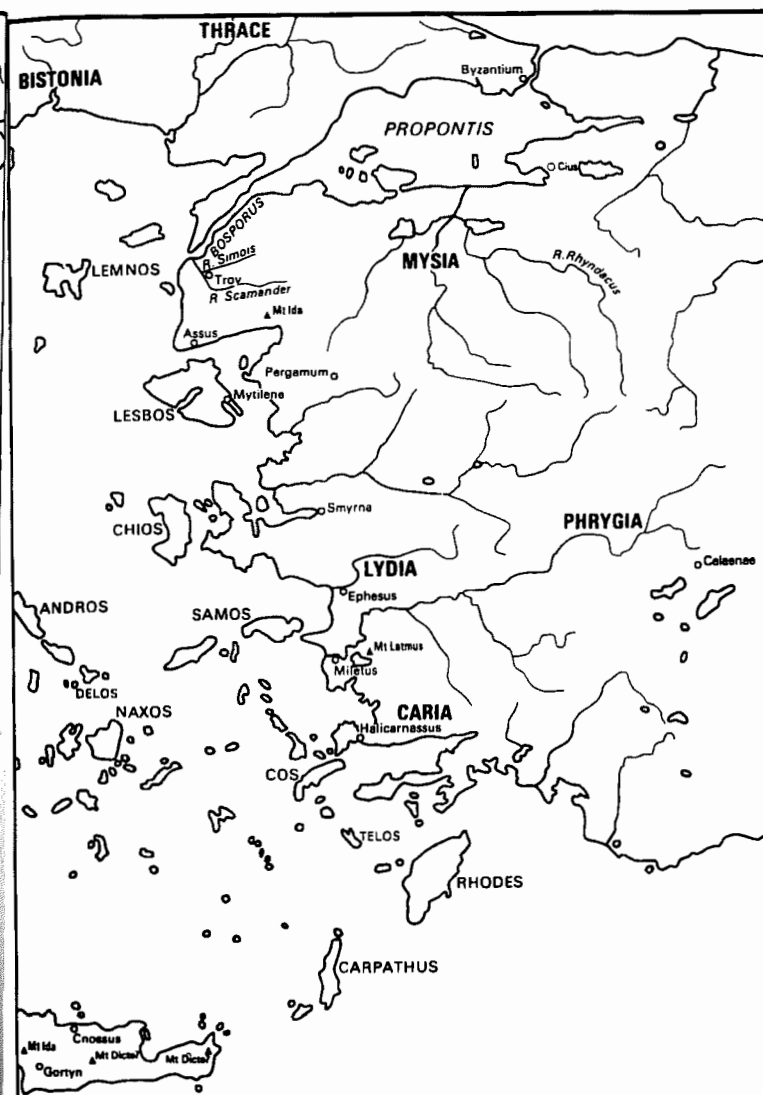 THRACE
BISTONIA
Byzantium
PROPONTIS
Cius
BOSPORUS
R. Simois
LEMNOS
Troy
MYSIA
R. Rhyndacus
R Scamander
Mt Ida
Assus
Pergamum
Mytilene
LESBOS
Smyrna
CHIOS
PHRYGIA
Celaenae
LYDIA
Ephesus
ANDROS
SAMOS
Mt Latmus
Miletus
DELOS
NAXOS
CARIA
Halicarnassus
COS
TELOS
RHODES
CARPATHUS
Cnossus
Mt Ida
Mt Dicte?
Mt Dicte?
Gortyn